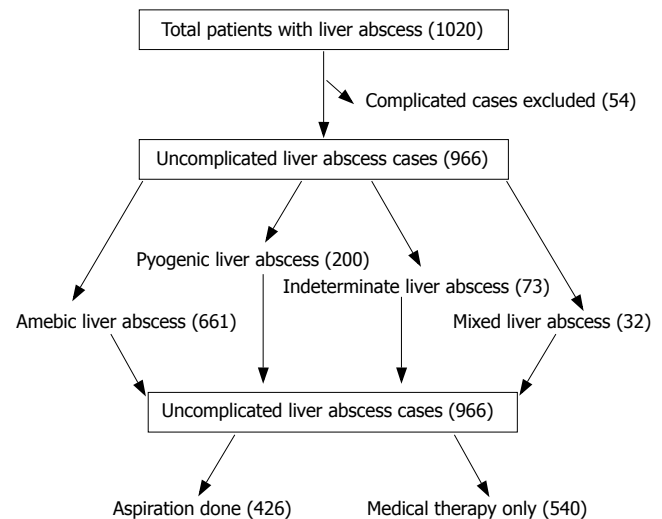 Total patients with liver abscess (1020)
Complicated cases excluded (54)
Uncomplicated liver abscess cases (966)
Pyogenic liver abscess (200)
Indeterminate liver abscess (73)
Amebic liver abscess (661)
Mixed liver abscess (32)
Uncomplicated liver abscess cases (966)
Aspiration done (426)
Medical therapy only (540)